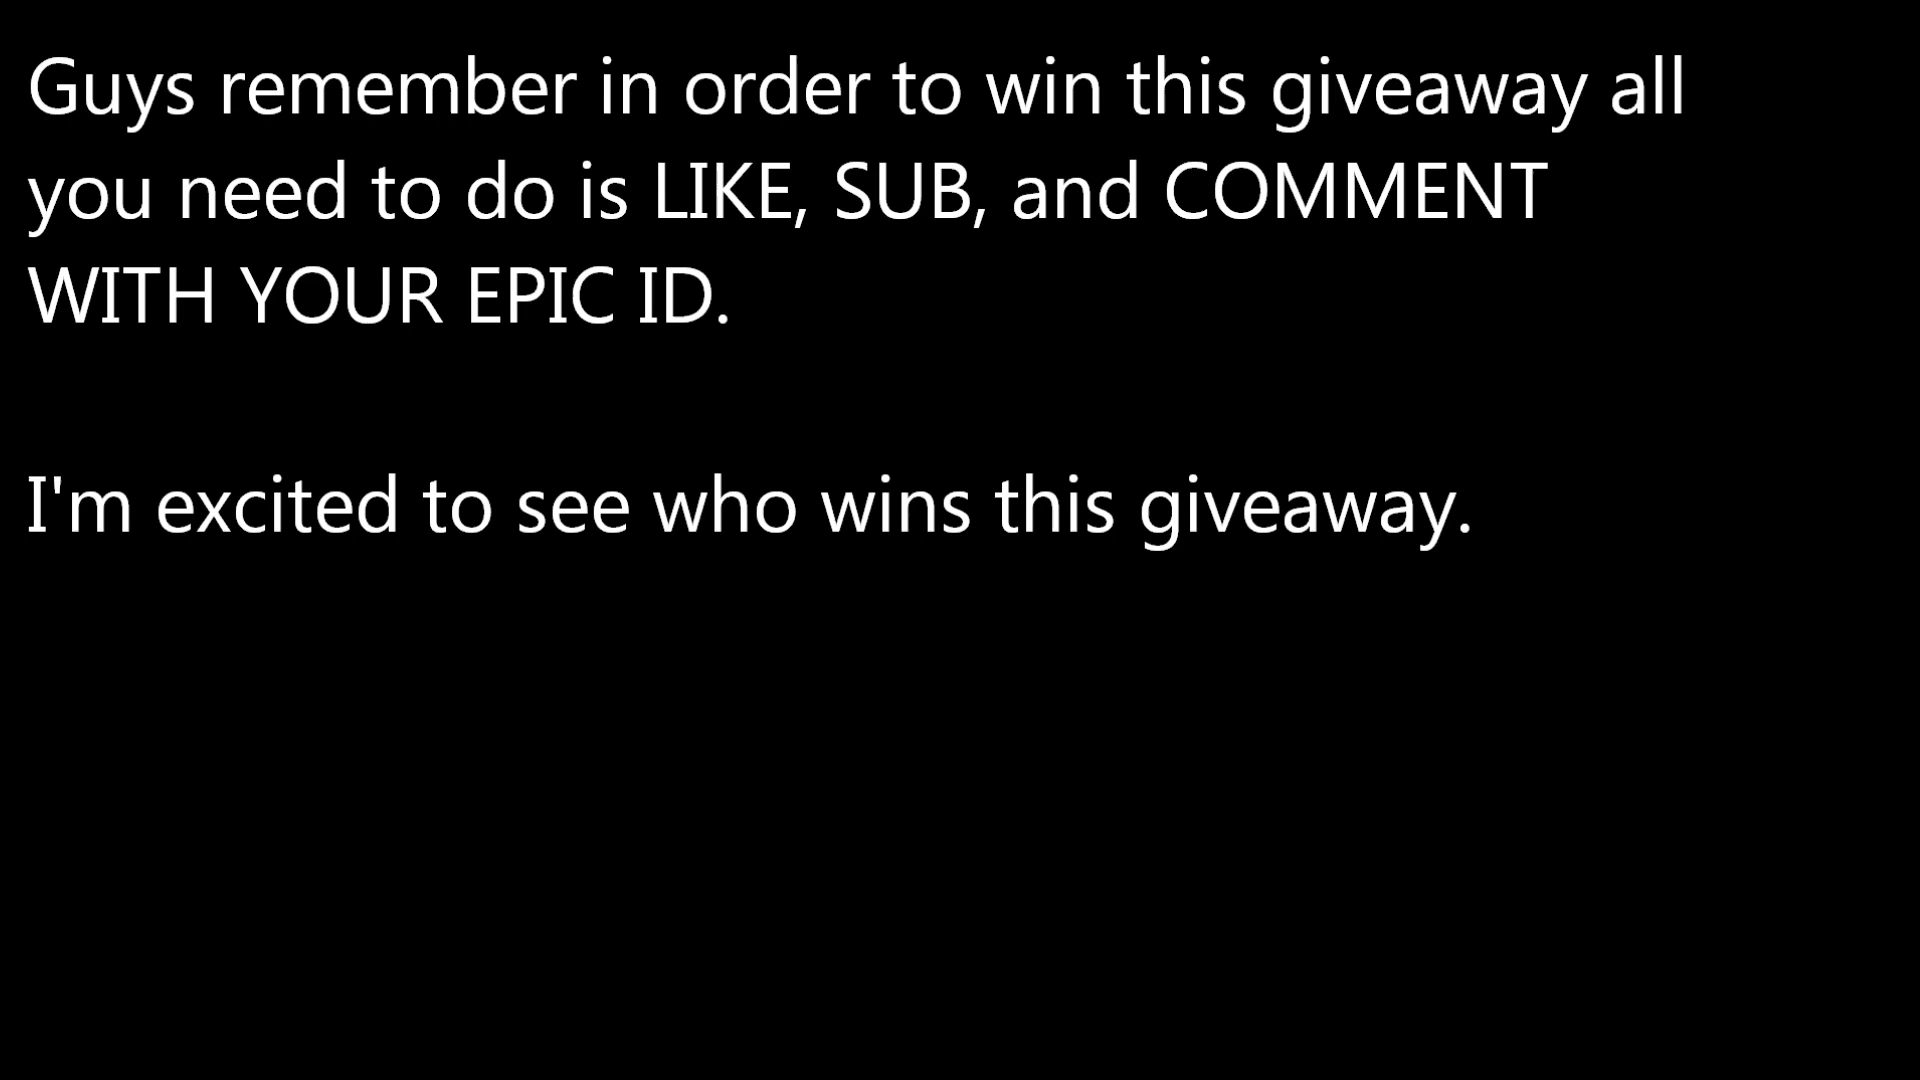 Guys remember in order to win this giveaway all
you need to do is LIKE, SUB, and COMMENT
WITH YOUR EPIC ID.
I'm excited to see who wins this giveaway.